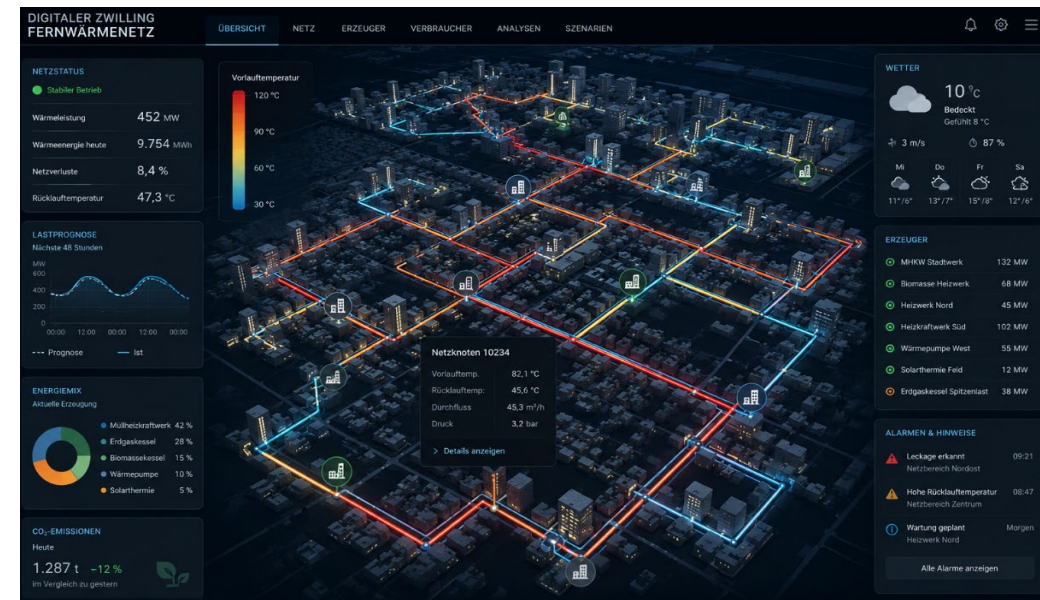 DIGITALER ZWILLING
FERNWÄRMENETZ
ÜBERSICHT NETZ ERZEUGER VERBRAUCHER ANALYSEN SZENARIEN
NETZSTATUS
Stabiler Betrieb
Wärmeleistung 452 MW
Wärmeenergie heute 9.754 MWh
Netzverluste 8,4 %
Rücklauftemperatur 47,3 °C
LASTPROGNOSE
Nächste 48 Stunden
MW
600
400
200
0
00:00 12:00 00:00 12:00 00:00
Prognose Ist
ENERGIEMIX
Aktuelle Erzeugung
Müllheizkraftwerk 42 %
Erdgaskessel 28 %
Biomassekessel 15 %
Wärmepumpe 10 %
Solarthermie 5 %
CO₂-EMISSIONEN
Heute
1.287 t -12 %
im Vergleich zu gestern
Vorlauftemperatur
120 °C
90 °C
60 °C
30 °C
Netzknoten 10234
Vorlauftemp. 82,1 °C
Rücklauftemp: 45,6 °C
Durchfluss 45,3 m³/h
Druck 3,2 bar
> Details anzeigen
WETTER
10 °C
Bedeckt
Gefühlt 8 °C
3 m/s 87 %
Mi Do Fr Sa
11°/6° 13°/7° 15°/8° 12°/6°
ERZEUGER
MHKW Stadtwerk 132 MW
Biomasse Heizwerk 68 MW
Heizwerk Nord 45 MW
Heizkraftwerk Süd 102 MW
Wärmepumpe West 55 MW
Solarthermie Feld 12 MW
Erdgaskessel Spitzenlast 38 MW
ALARMEN & HINWEISE
Leckage erkannt 09:21
Netzbereich Nordost
Hohe Rücklauftemperatur 08:47
Netzbereich Zentrum
Wartung geplant Morgen
Heizwerk Nord
Alle Alarme anzeigen